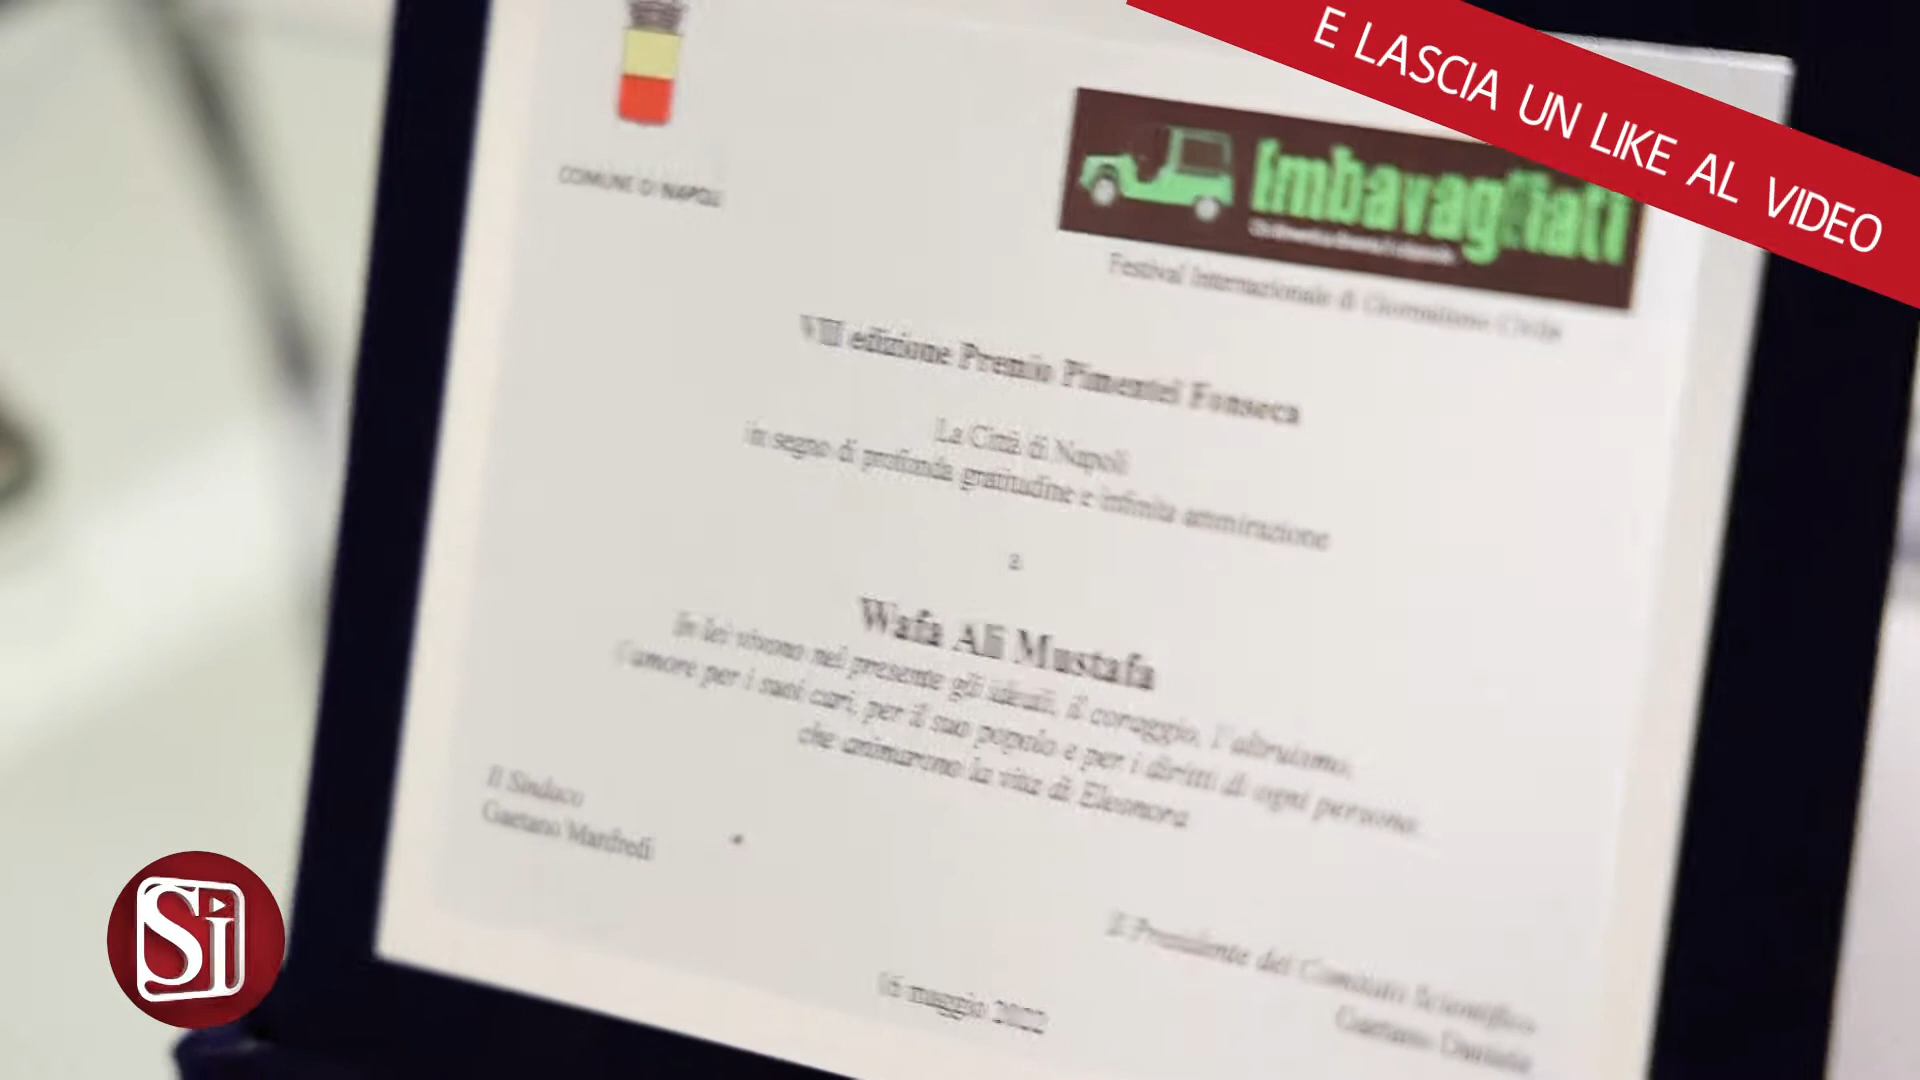 E LASCIA UN LIKE AL VIDEO
COMUNE DI NAPOLI
Imbavagliati
Festival Internazionale di Giornalismo Civile
VIII edizione Premio Pimentel Fonseca
La Città di Napoli
in segno di profonda gratitudine e infinita ammirazione
a
Wafa Ali Mustafa
In lei vivono nel presente gli ideali, il coraggio, l'altruismo,
l'amore per i suoi cari, per il suo popolo e per i diritti di ogni persona
che animarono la vita di Eleonora
Il Sindaco
Gaetano Manfredi
Il Presidente del Comitato Scientifico
Gaetano
16 maggio 2022
Si